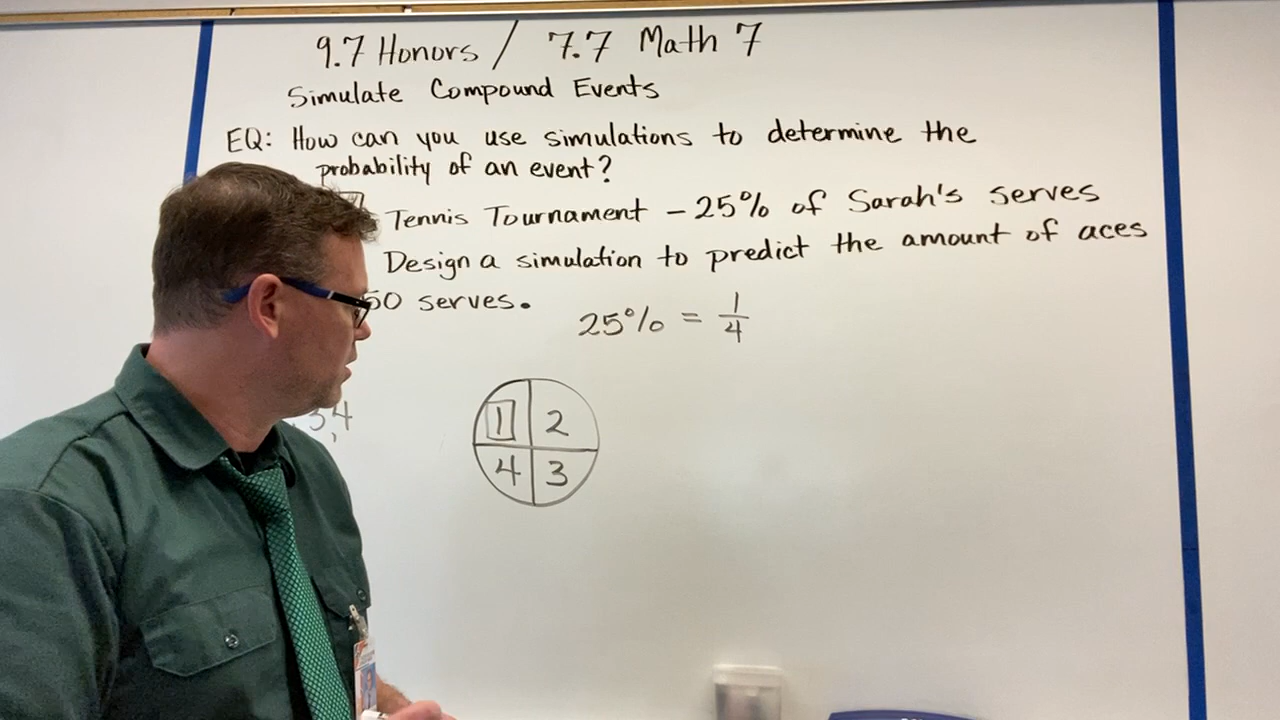 9.7 Honors / 7.7 Math 7
Simulate Compound Events
EQ: How can you use simulations to determine the
probability of an event?
Tennis Tournament - 25% of Sarah's serves
Design a simulation to predict the amount of aces
50 serves.
25% = 1/4
3,4
1 2
4 3